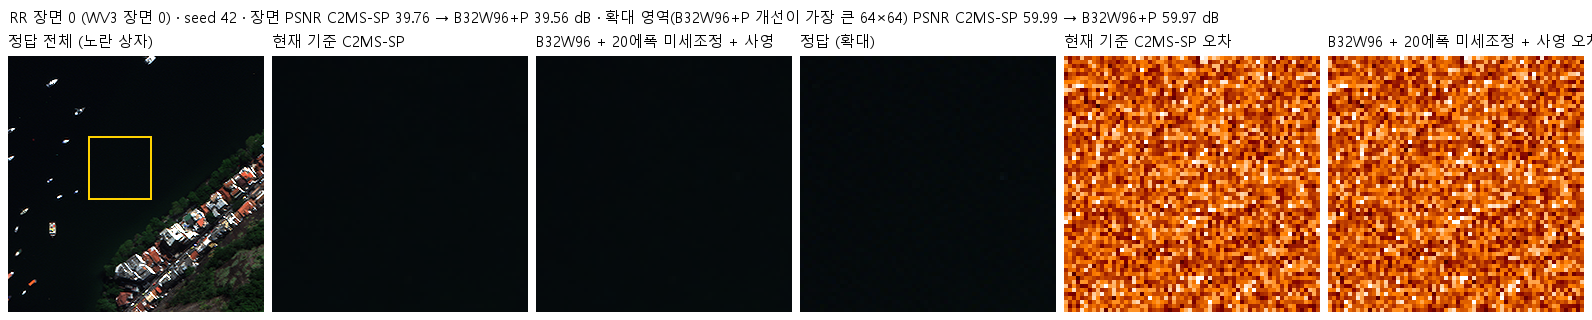 RR 장면 0 (WV3 장면 0) · seed 42 · 장면 PSNR C2MS-SP 39.76 → B32W96+P 39.56 dB · 확대 영역(B32W96+P 개선이 가장 큰 64×64) PSNR C2MS-SP 59.99 → B32W96+P 59.97 dB
정답 전체 (노란 상자)
현재 기준 C2MS-SP
B32W96 + 20에폭 미세조정 + 사영
정답 (확대)
현재 기준 C2MS-SP 오차
B32W96 + 20에폭 미세조정 + 사영 오차